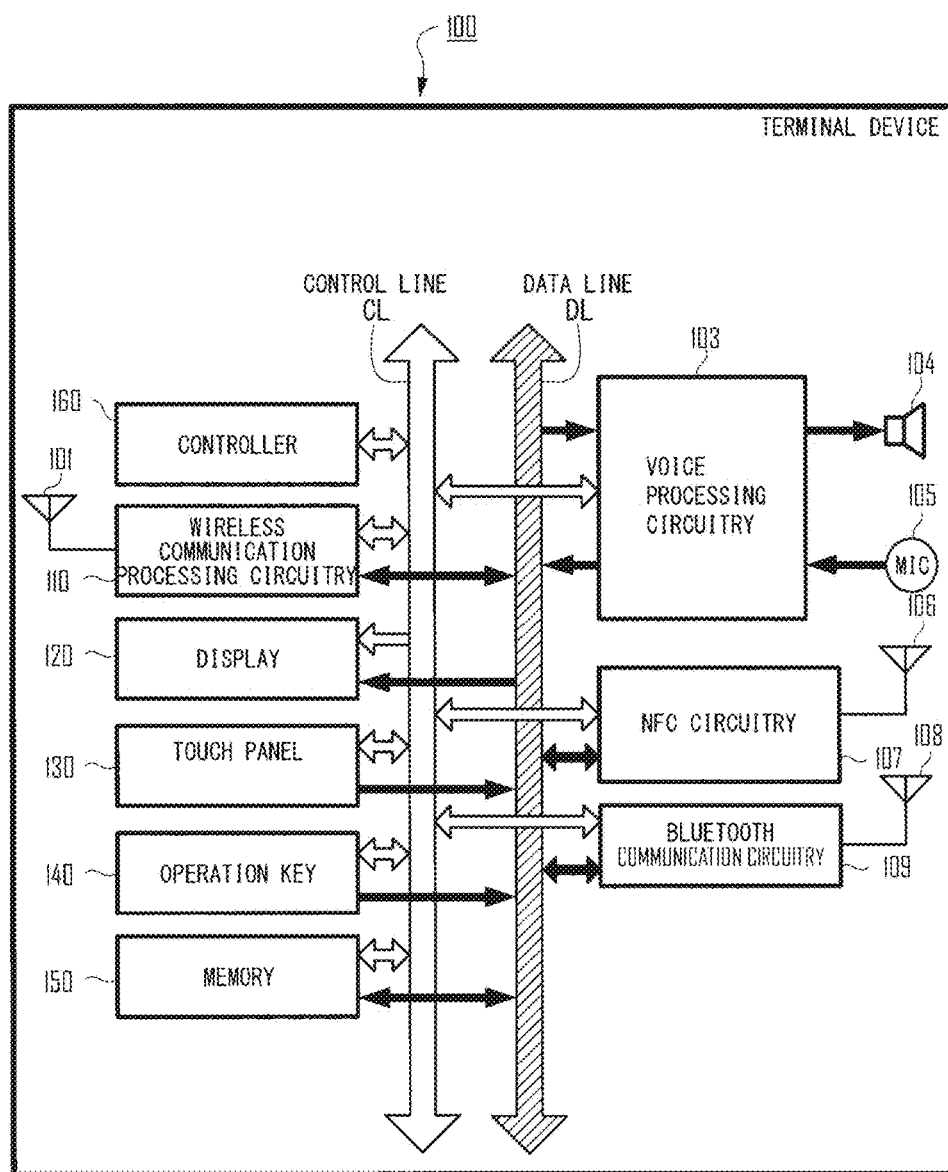 100
TERMINAL DEVICE
CONTROL LINE
CL
DATA LINE
DL
160
CONTROLLER
101
WIRELESS
COMMUNICATION
PROCESSING CIRCUITRY
110
120
DISPLAY
130
TOUCH PANEL
140
OPERATION KEY
150
MEMORY
103
VOICE
PROCESSING
CIRCUITRY
104
105
MIC
106
NFC CIRCUITRY
107
108
BLUETOOTH
COMMUNICATION CIRCUITRY
109